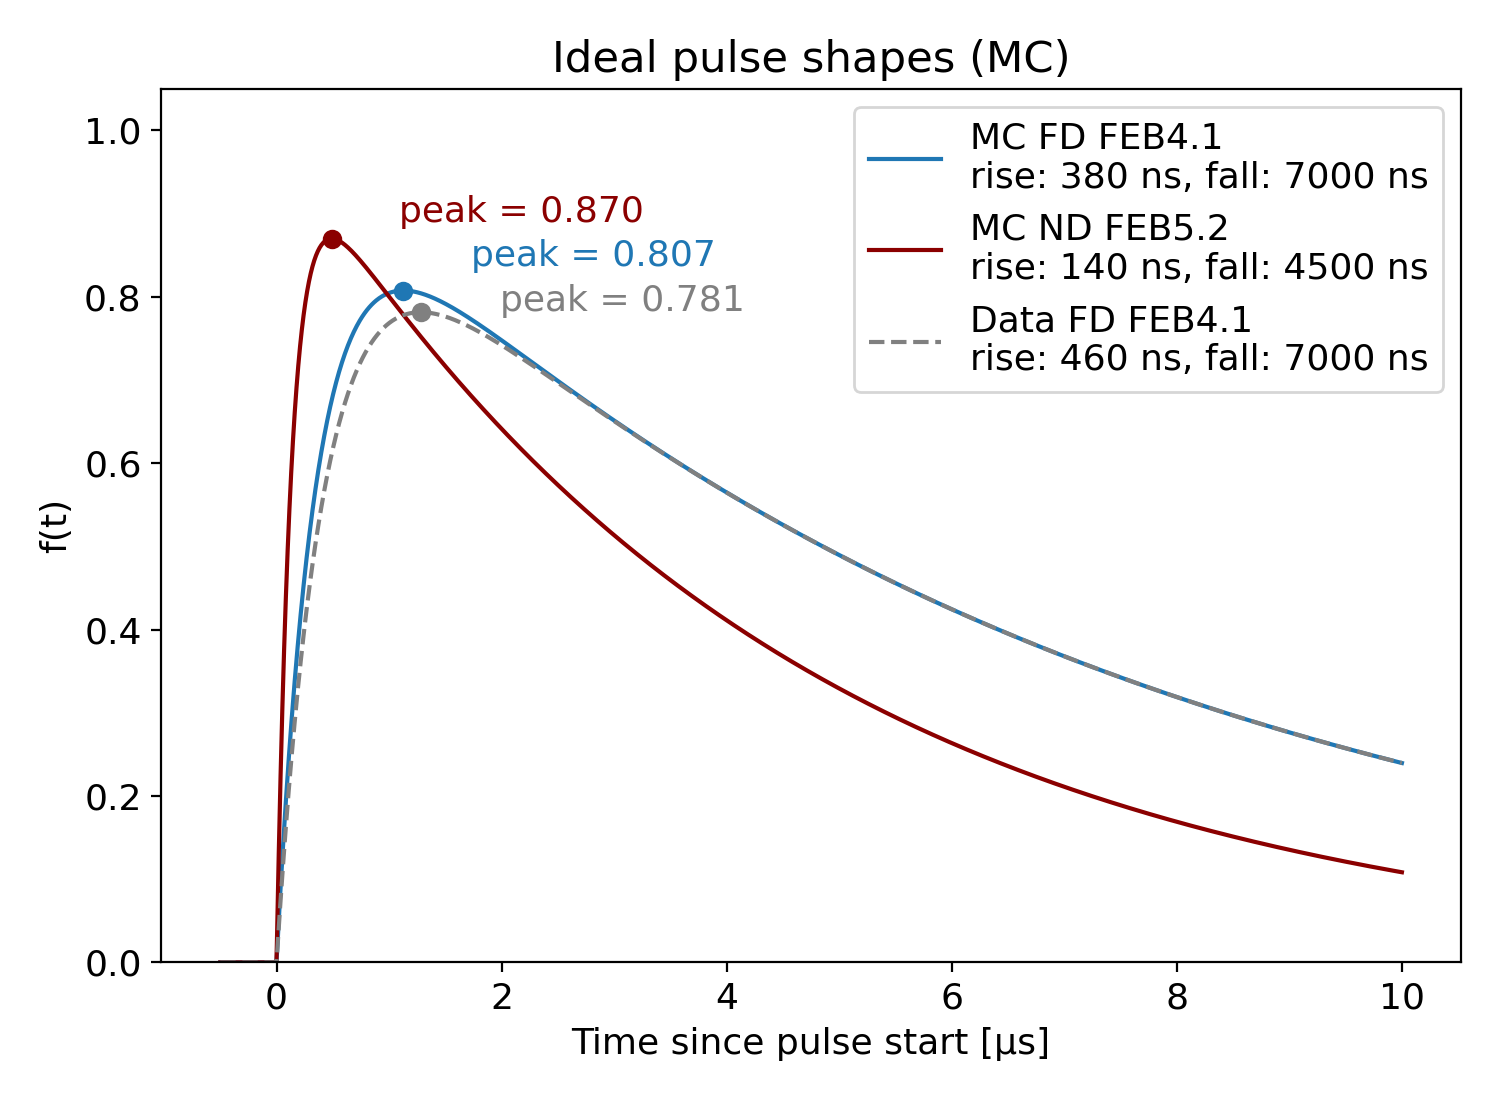 Ideal pulse shapes (MC)
MC FD FEB4.1
rise: 380 ns, fall: 7000 ns
MC ND FEB5.2
rise: 140 ns, fall: 4500 ns
Data FD FEB4.1
rise: 460 ns, fall: 7000 ns
peak = 0.870
peak = 0.807
peak = 0.781
f(t)
1.0
0.8
0.6
0.4
0.2
0.0
0 2 4 6 8 10
Time since pulse start [µs]